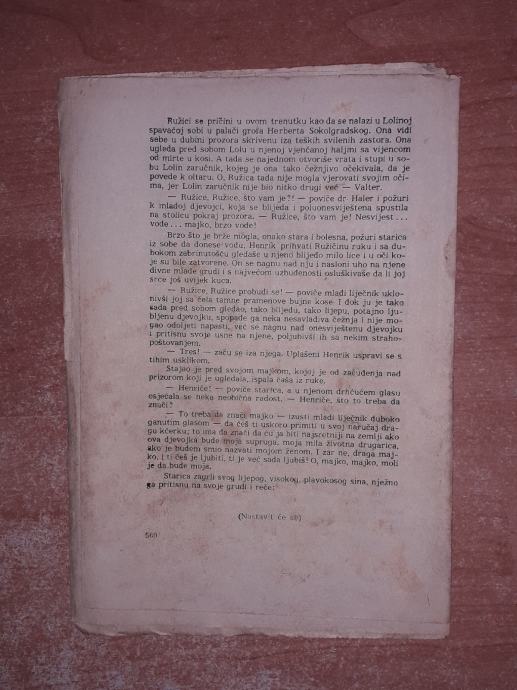 Ružici se pričini u ovom trenutku kao da se nalazi u Lolinoj
spavaćoj sobi u palači grofa Herberta Sokolgradskog. Ona vidi
sebe u dubini prozora skrivenu iza teških svilenih zastora. Ona
ugleda pred sobom Lolu u njenoj vjenčanoj haljini sa vijencem
od mirte u kosi. A tada se najednom otvoriše vrata i stupi u so-
bu Lolin zaručnik, kojeg je ona tako čežnjivo očekivala, da je
povede k oltaru. O, Ružica tada nije mogla vjerovati svojim oči-
ma, jer Lolin zaručnik nije bio nitko drugi već — Valter.
— Ružice, Ružice, što vam je?! — poviče dr. Haler i požuri
k mladoj djevojci, koja se blijeda i poluonesviještena spustila
na stolicu pokraj prozora. — Ružice, što vam je! Nesvijest...
vode... majko, brzo vode!
Brzo što je brže mogla, onako stara i bolesna, požuri starica
iz sobe da donese vodu. Henrik prihvati Ružičinu ruku i sa du-
bokom zabrinutošću gledaše u njeno blijedo milo lice i u oči ko-
je su bile zatvorene. On se nagnu nad nju i nasloni uho na njene
divne mlade grudi i s najvećom uzbuđenosti osluškivaše da li joj
srce još uvijek kuca.
— Ružice, Ružice probudi se! — poviče mladi liječnik uklo-
nivši joj sa čela tamne pramenove bujne kose. I dok ju je tako
sada pred sobom gledao, tako blijedu, tako lijepu, potajno lju-
bljenu djevojku, spopade ga neka nesavladiva čežnja i nije mo-
gao odoljeti napasti, već se nagnu nad onesviještenu djevojku
i pritisnu svoje usne na njene, poljubivši ih sa nekim straho-
poštovanjem.
— Tres! — začu se iza njega. Uplašeni Henrik uspravi se s
tihim usklikom.
Stajao je pred svojom majkom, kojoj je od začuđenja nad
prizorom koji je ugledala, ispala čaša iz ruke.
— Henriče! — poviče starica, a u njenom drhćućem glasu
osjećala se neka neobična radost, — Henriče, što to treba da
znači?
— To treba da znači majko — izusti mladi liječnik duboko
ganutim glasom — da ćeš ti uskoro primiti u svoj naručaj dra-
gu kćerku; to ima da znači da ću ja biti najsretniji na zemlji ako
ova djevojka bude moja supruga, moja mila životna drugarica,
ako je budem smio nazvati mojom ženom. I zar ne, draga maj-
ko, i ti ćeš je ljubiti, ti je već sada ljubiš! O, majko, majko, moli
je da bude moja.
Starica zagrli svog lijepog, visokog, plavokosog sina, nježno
ga pritisnu na svoje grudi i reče:
(Nastavit će se)
560